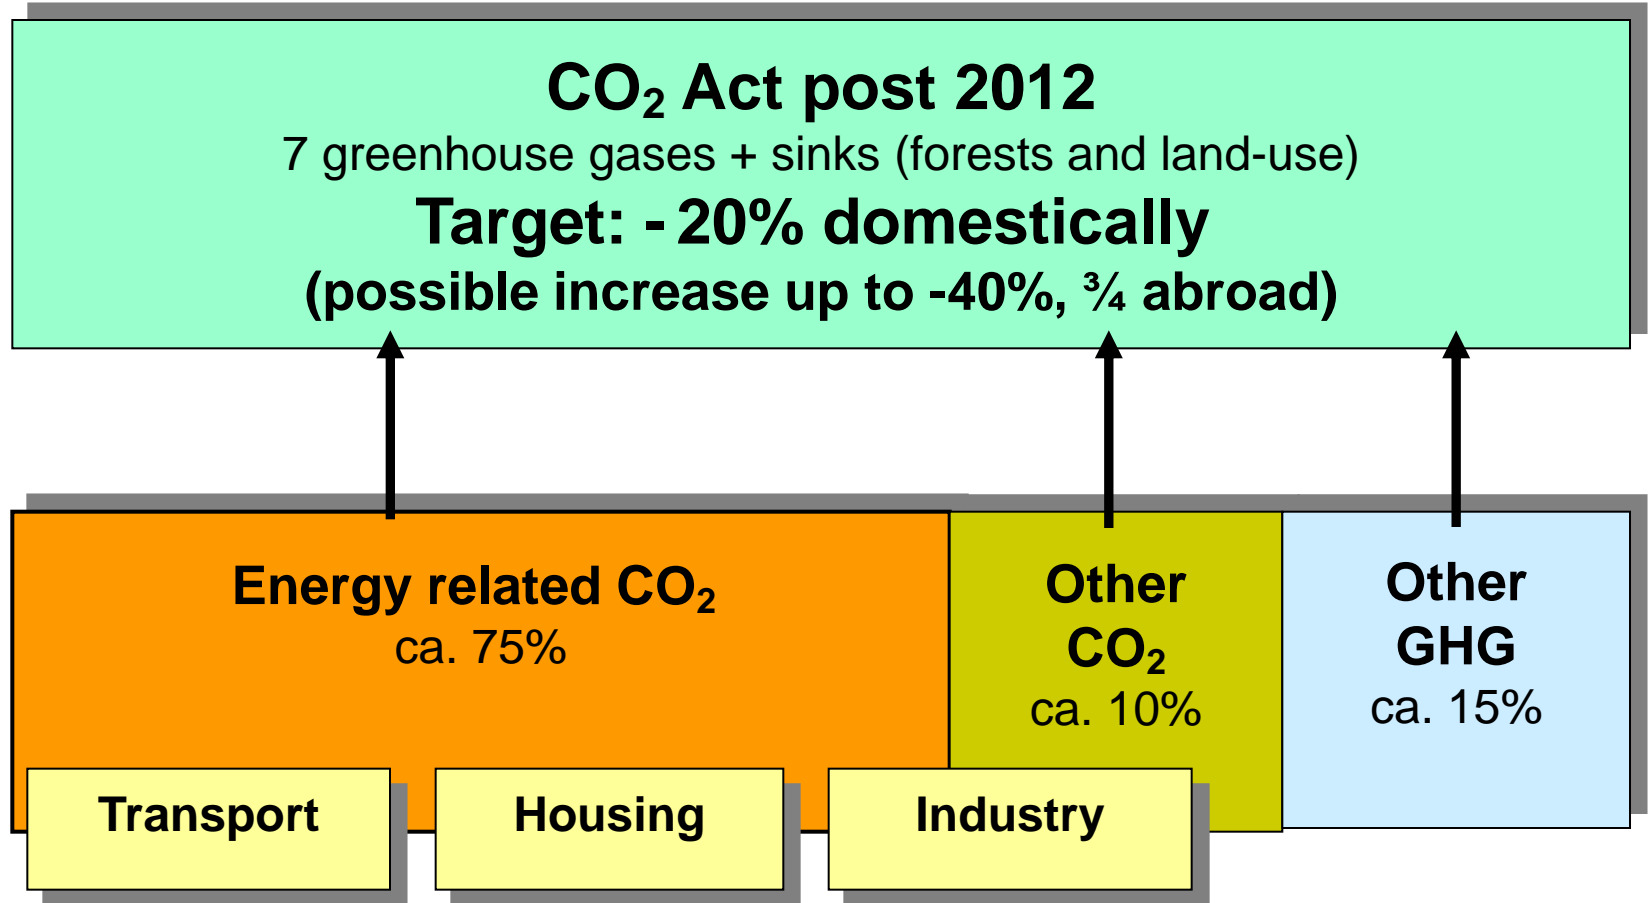 CO₂ Act post 2012
7 greenhouse gases + sinks (forests and land-use)
Target: - 20% domestically
(possible increase up to -40%, ¾ abroad)
Energy related CO₂
ca. 75%
Other
CO₂
ca. 10%
Other
GHG
ca. 15%
Transport
Housing
Industry